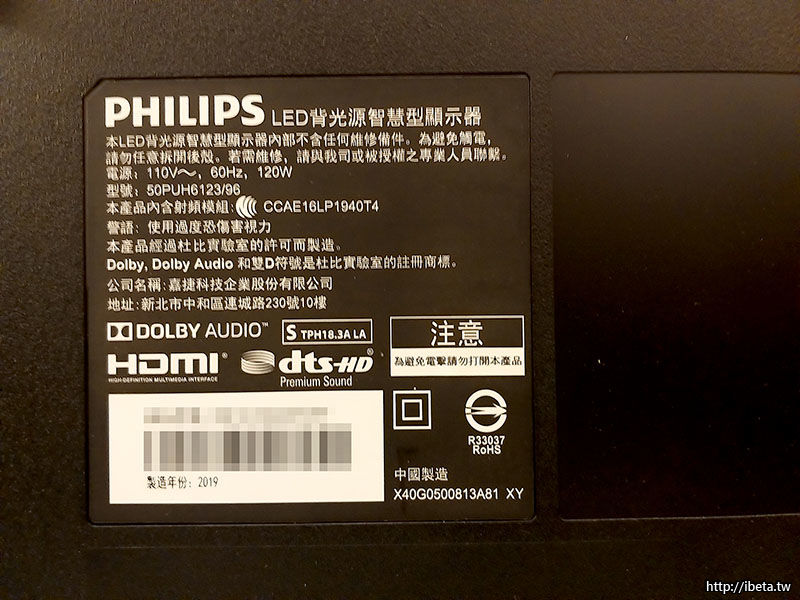 PHILIPS LED背光源智慧型顯示器
本LED背光源智慧型顯示器內部不含任何維修備件。為避免觸電，
請勿任意拆開後殼。若需維修，請與我司或被授權之專業人員聯繫。
電源：110V～，60Hz，120W
型號：50PUH6123/96
本產品內含射頻模組: CCAE16LP1940T4
警語：使用過度恐傷害視力
本產品經過杜比實驗室的許可而製造。
Dolby, Dolby Audio 和雙D符號是杜比實驗室的註冊商標。
公司名稱:嘉捷科技企業股份有限公司
地址:新北市中和區連城路230號10樓
DOLBY AUDIO™
S TPH18.3A LA
注意
為避免電擊請勿打開本產品
HDMI®
HIGH-DEFINITION MULTIMEDIA INTERFACE
dts-HD®
Premium Sound
R33037
RoHS
製造年份: 2019
中國製造
X40G0500813A81 XY
http://ibeta.tw